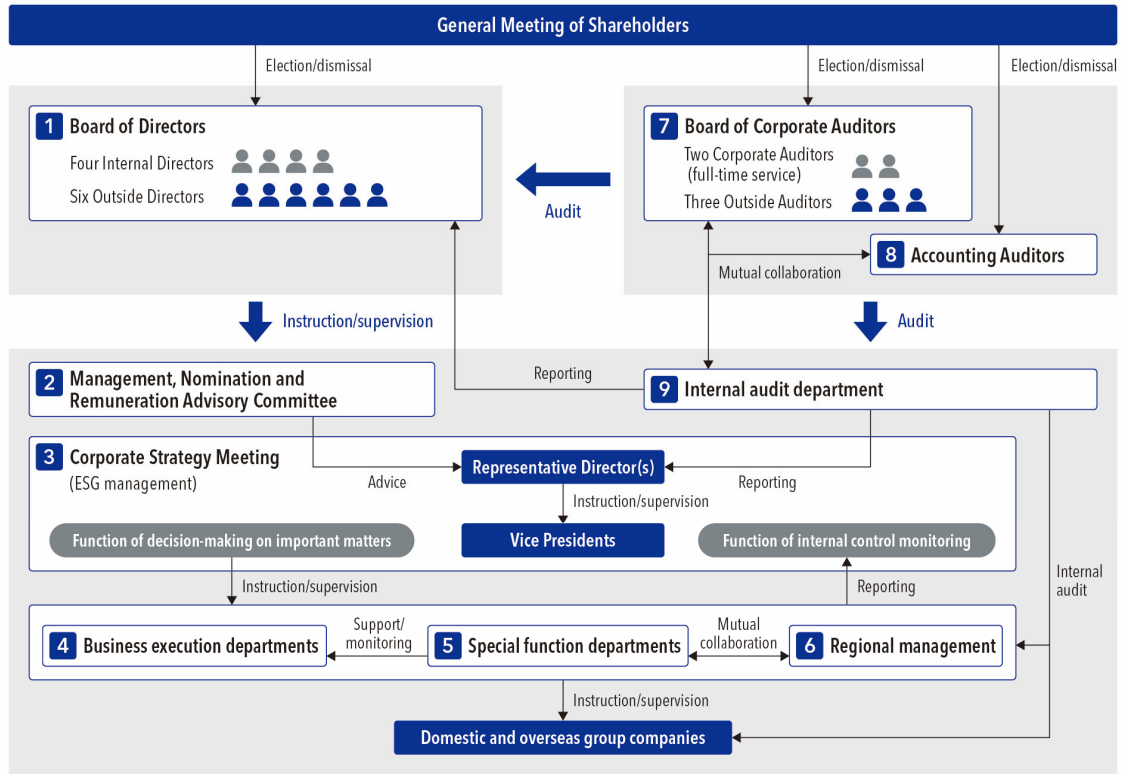 General Meeting of Shareholders
Election/dismissal
Election/dismissal
Election/dismissal
1 Board of Directors
Four Internal Directors
Six Outside Directors
Audit
7 Board of Corporate Auditors
Two Corporate Auditors
(full-time service)
Three Outside Auditors
8 Accounting Auditors
Mutual collaboration
Instruction/supervision
Audit
2 Management, Nomination and
Remuneration Advisory Committee
Reporting
9 Internal audit department
3 Corporate Strategy Meeting
(ESG management)
Advice
Representative Director(s)
Reporting
Instruction/supervision
Vice Presidents
Function of decision-making on important matters
Function of internal control monitoring
Instruction/supervision
Reporting
Internal
audit
4 Business execution departments
Support/
monitoring
5 Special function departments
Mutual
collaboration
6 Regional management
Instruction/supervision
Domestic and overseas group companies